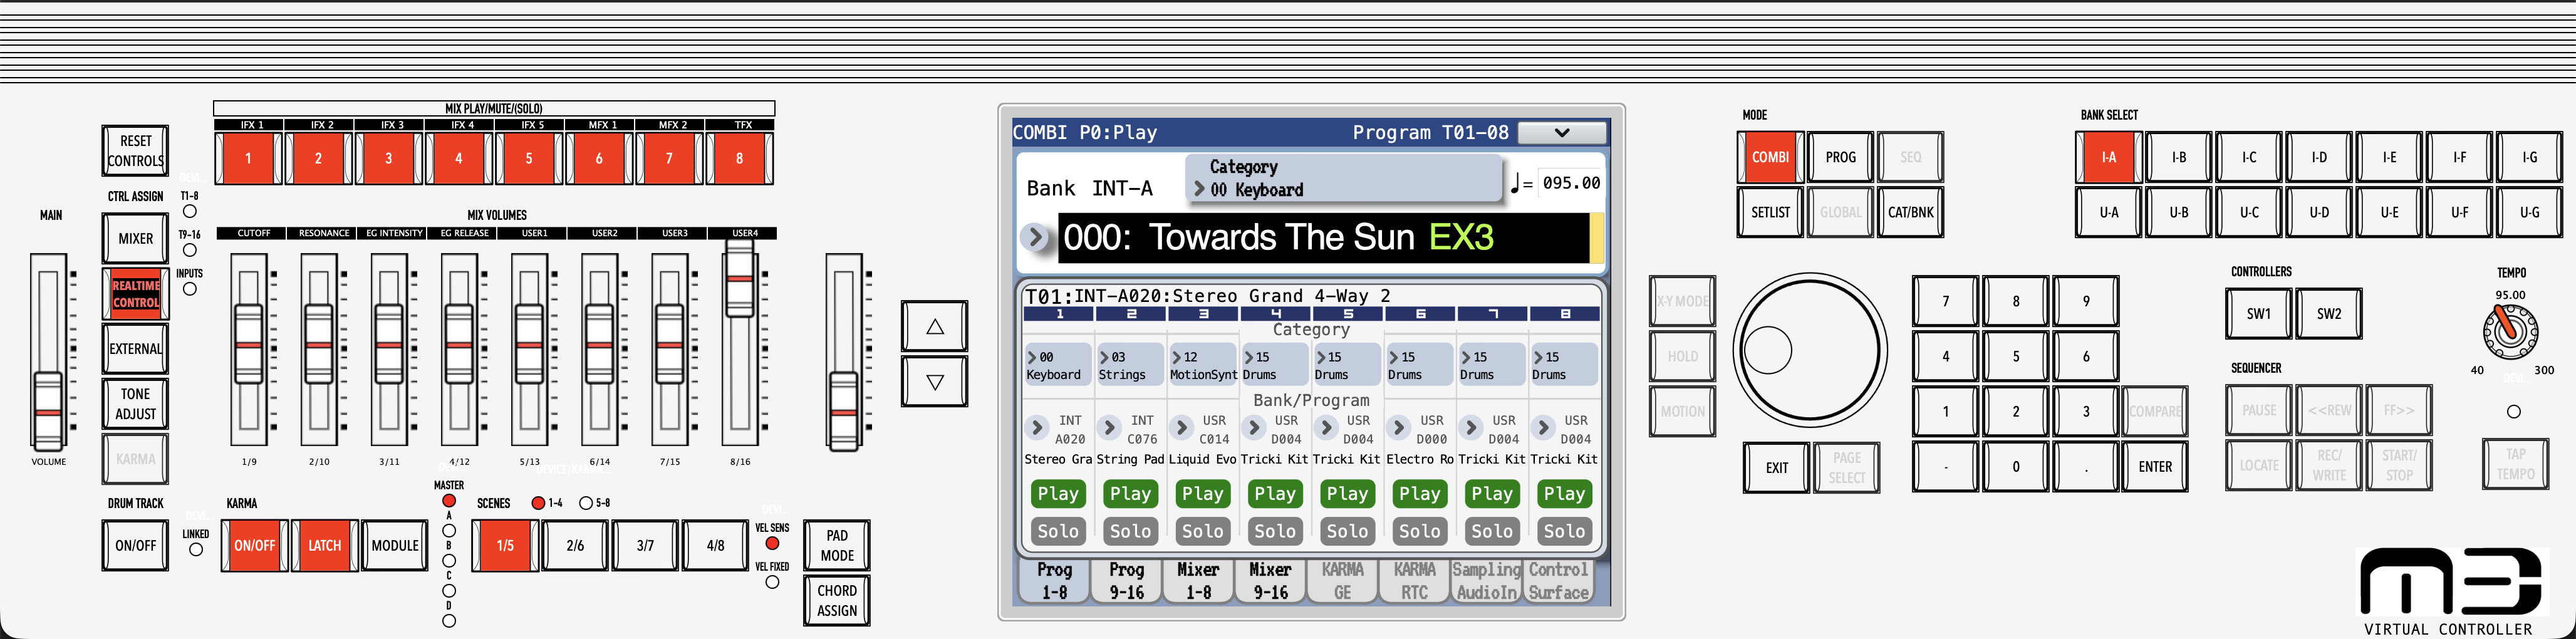 MIX PLAY/MUTE/(SOLO)
IFX 1 IFX 2 IFX 3 IFX 4 IFX 5 MFX 1 MFX 2 TFX
1 2 3 4 5 6 7 8
RESET CONTROLS
CTRL ASSIGN
T1-8
T9-16
INPUTS
MIXER
REALTIME CONTROL
EXTERNAL
TONE ADJUST
KARMA
MAIN
VOLUME
MIX VOLUMES
CUTOFF RESONANCE EG INTENSITY EG RELEASE USER1 USER2 USER3 USER4
1/9 2/10 3/11 4/12 5/13 6/14 7/15 8/16
DRUM TRACK
ON/OFF
LINKED
KARMA
ON/OFF LATCH MODULE
MASTER
A
B
C
D
SCENES 1-4 5-8
1/5 2/6 3/7 4/8
VEL SENS
VEL FIXED
PAD MODE
CHORD ASSIGN
COMBI P0:Play Program T01-08
Bank INT-A
Category
00 Keyboard
♩= 095.00
000: Towards The Sun EX3
T01:INT-A020:Stereo Grand 4-Way 2
1 2 3 4 5 6 7 8
Category
00 03 12 15 15 15 15 15
Keyboard Strings MotionSynt Drums Drums Drums Drums Drums
Bank/Program
INT INT USR USR USR USR USR USR
A020 C076 C014 D004 D004 D000 D004 D004
Stereo Gra String Pad Liquid Evo Tricki Kit Tricki Kit Electro Ro Tricki Kit Tricki Kit
Play Play Play Play Play Play Play Play
Solo Solo Solo Solo Solo Solo Solo Solo
Prog Prog Mixer Mixer KARMA KARMA Sampling Control
1-8 9-16 1-8 9-16 GE RTC AudioIn Surface
MODE
COMBI PROG SEQ
SETLIST GLOBAL CAT/BNK
BANK SELECT
I-A I-B I-C I-D I-E I-F I-G
U-A U-B U-C U-D U-E U-F U-G
X-Y MODE
HOLD
MOTION
EXIT
PAGE SELECT
7 8 9
4 5 6
1 2 3 COMPARE
- 0 . ENTER
CONTROLLERS
SW1 SW2
SEQUENCER
PAUSE <<REW FF>>
LOCATE REC/WRITE START/STOP
TEMPO
95.00
40 300
TAP TEMPO
M3
VIRTUAL CONTROLLER